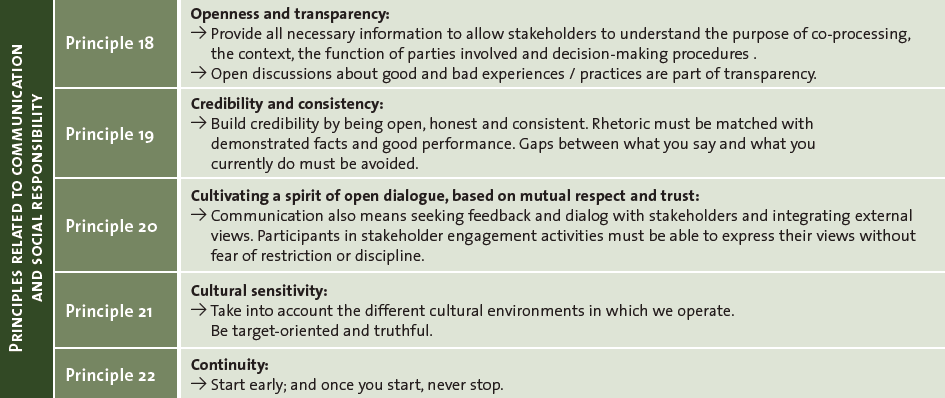 PRINCIPLES RELATED TO COMMUNICATION
AND SOCIAL RESPONSIBILITY
Principle 18
Openness and transparency:
→ Provide all necessary information to allow stakeholders to understand the purpose of co-processing,
the context, the function of parties involved and decision-making procedures .
→ Open discussions about good and bad experiences / practices are part of transparency.
Principle 19
Credibility and consistency:
→ Build credibility by being open, honest and consistent. Rhetoric must be matched with
demonstrated facts and good performance. Gaps between what you say and what you
currently do must be avoided.
Principle 20
Cultivating a spirit of open dialogue, based on mutual respect and trust:
→ Communication also means seeking feedback and dialog with stakeholders and integrating external
views. Participants in stakeholder engagement activities must be able to express their views without
fear of restriction or discipline.
Principle 21
Cultural sensitivity:
→ Take into account the different cultural environments in which we operate.
Be target-oriented and truthful.
Principle 22
Continuity:
→ Start early; and once you start, never stop.